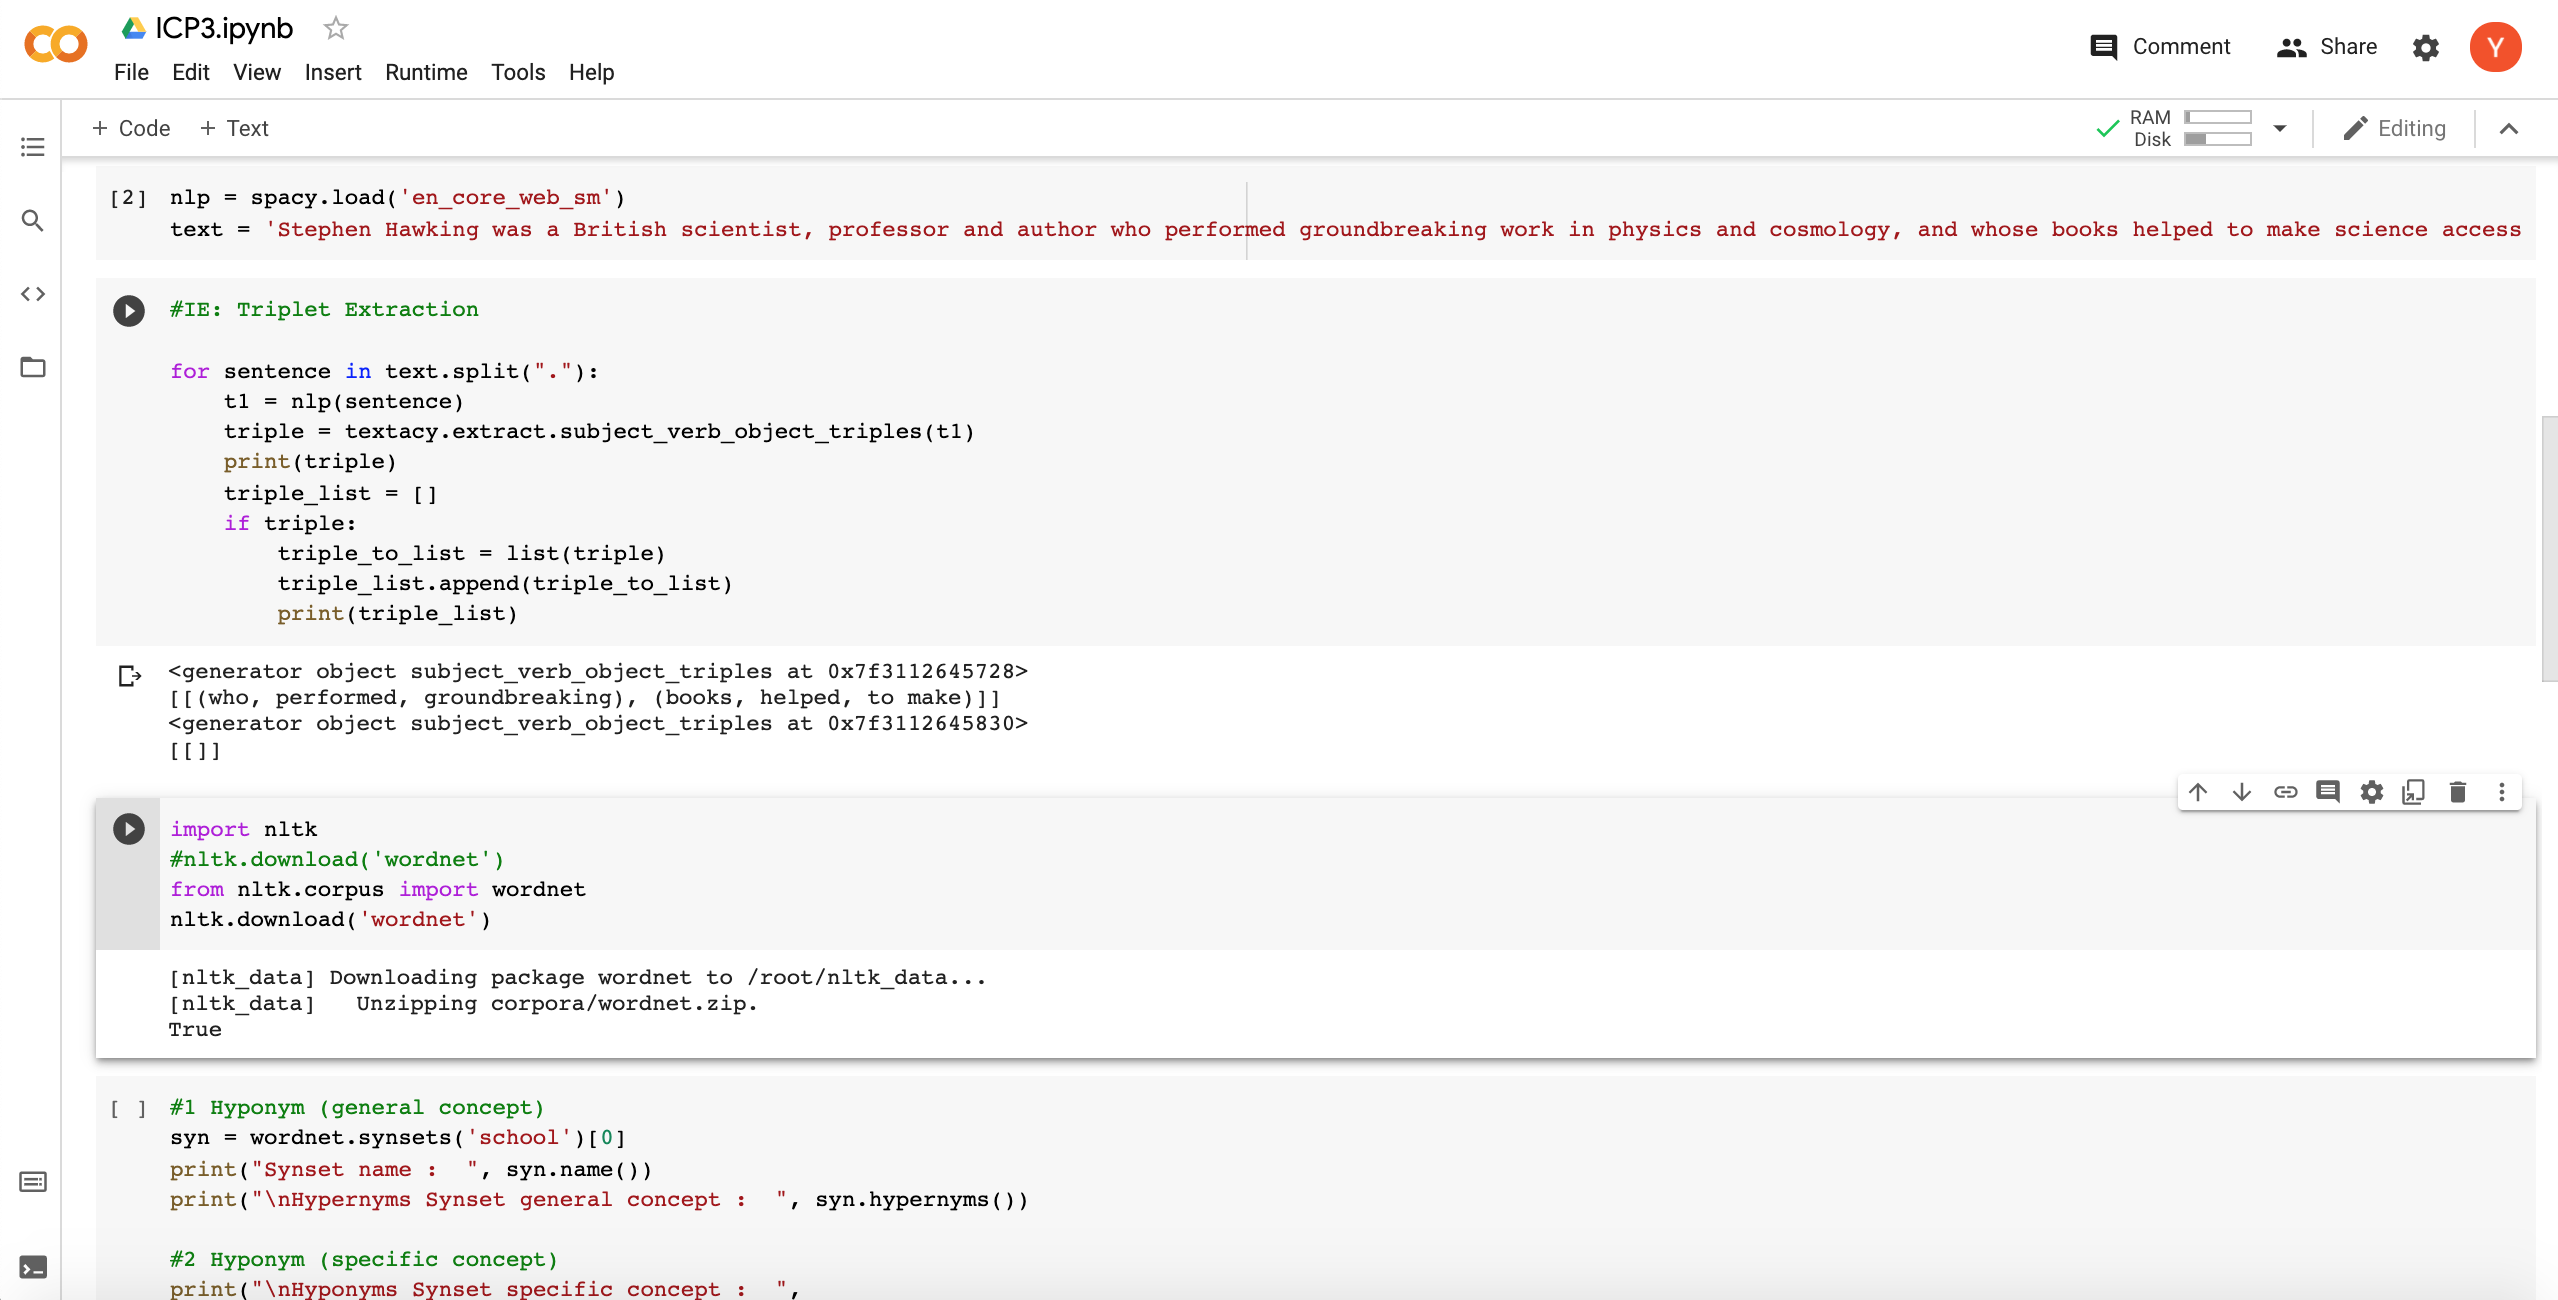 ICP3.ipynb
Comment
Share
Y
File Edit View Insert Runtime Tools Help
+ Code + Text
RAM
Disk
Editing
[2] nlp = spacy.load('en_core_web_sm')
text = 'Stephen Hawking was a British scientist, professor and author who performed groundbreaking work in physics and cosmology, and whose books helped to make science access
#IE: Triplet Extraction
for sentence in text.split("."):
    t1 = nlp(sentence)
    triple = textacy.extract.subject_verb_object_triples(t1)
    print(triple)
    triple_list = []
    if triple:
        triple_to_list = list(triple)
        triple_list.append(triple_to_list)
        print(triple_list)
<generator object subject_verb_object_triples at 0x7f3112645728>
[[(who, performed, groundbreaking), (books, helped, to make)]]
<generator object subject_verb_object_triples at 0x7f3112645830>
[[]]
import nltk
#nltk.download('wordnet')
from nltk.corpus import wordnet
nltk.download('wordnet')
[nltk_data] Downloading package wordnet to /root/nltk_data...
[nltk_data]   Unzipping corpora/wordnet.zip.
True
[ ] #1 Hyponym (general concept)
syn = wordnet.synsets('school')[0]
print("Synset name :  ", syn.name())
print("\nHypernyms Synset general concept :  ", syn.hypernyms())
#2 Hyponym (specific concept)
print("\nHyponyms Synset specific concept :  ",